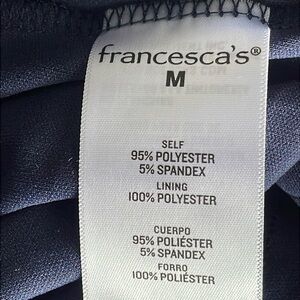 francesca's®
M
SELF
95% POLYESTER
5% SPANDEX
LINING
100% POLYESTER
CUERPO
95% POLIÉSTER
5% SPANDEX
FORRO
100% POLIÉSTER